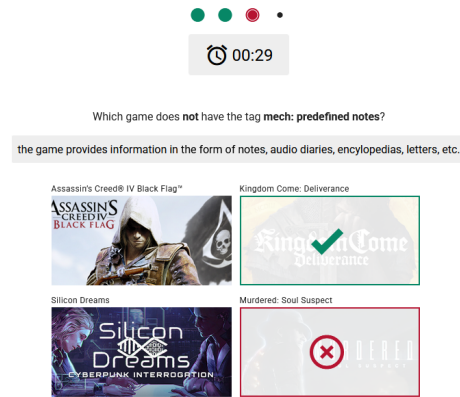 00:29
Which game does not have the tag mech: predefined notes?
the game provides information in the form of notes, audio diaries, encylopedias, letters, etc.
Assassin's Creed® IV Black Flag™
Kingdom Come: Deliverance
ASSASSIN'S
CREED IV
BLACK FLAG
Kingdom Come
Deliverance
Silicon Dreams
Murdered: Soul Suspect
Silicon
Dreams
CYBERPUNK INTERROGATION